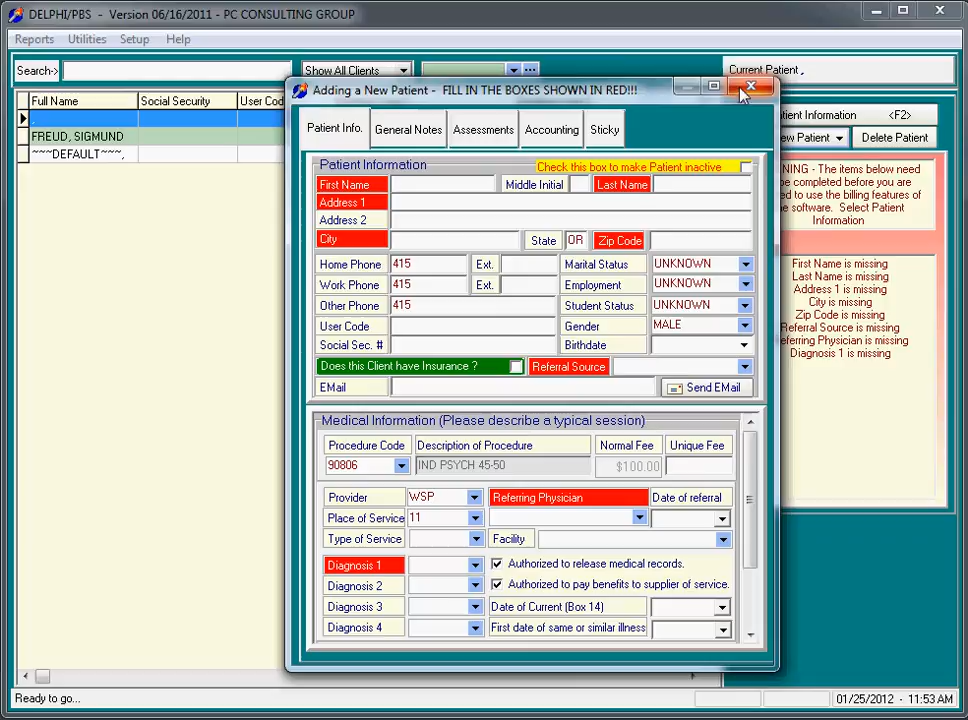 DELPHI/PBS - Version 06/16/2011 - PC CONSULTING GROUP
Reports Utilities Setup Help
Search-> Show All Clients Current Patient ,
Full Name Social Security User Code
,
FREUD, SIGMUND
~~~DEFAULT~~~,
tient Information <F2>
ew Patient Delete Patient
NING - The items below need
be completed before you are
d to use the billing features of
he software. Select Patient
Information
First Name is missing
Last Name is missing
Address 1 is missing
City is missing
Zip Code is missing
Referral Source is missing
eferring Physician is missing
Diagnosis 1 is missing
Adding a New Patient - FILL IN THE BOXES SHOWN IN RED!!!
Patient Info. General Notes Assessments Accounting Sticky
Patient Information Check this box to make Patient inactive
First Name Middle Initial Last Name
Address 1
Address 2
City State OR Zip Code
Home Phone 415 Ext. Marital Status UNKNOWN
Work Phone 415 Ext. Employment UNKNOWN
Other Phone 415 Student Status UNKNOWN
User Code Gender MALE
Social Sec. # Birthdate
Does this Client have Insurance ? Referral Source
EMail Send EMail
Medical Information (Please describe a typical session)
Procedure Code Description of Procedure Normal Fee Unique Fee
90806 IND PSYCH 45-50 $100.00
Provider WSP Referring Physician Date of referral
Place of Service 11
Type of Service Facility
Diagnosis 1 Authorized to release medical records.
Diagnosis 2 Authorized to pay benefits to supplier of service.
Diagnosis 3 Date of Current (Box 14)
Diagnosis 4 First date of same or similar illness
Ready to go... 01/25/2012 - 11:53 AM